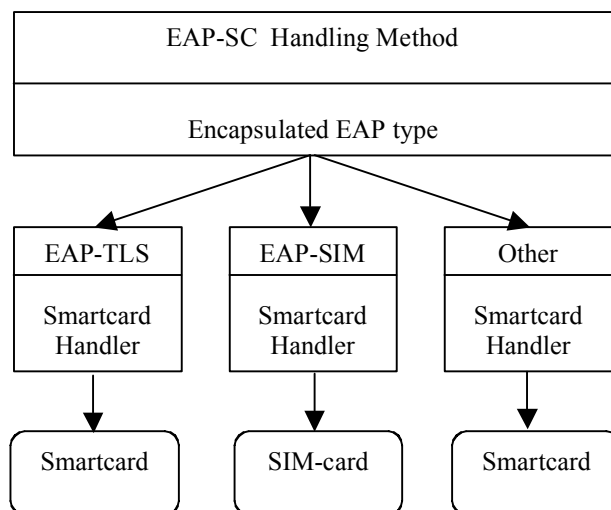 EAP-SC Handling Method
Encapsulated EAP type
EAP-TLS
EAP-SIM
Other
Smartcard
Handler
Smartcard
Handler
Smartcard
Handler
Smartcard
SIM-card
Smartcard